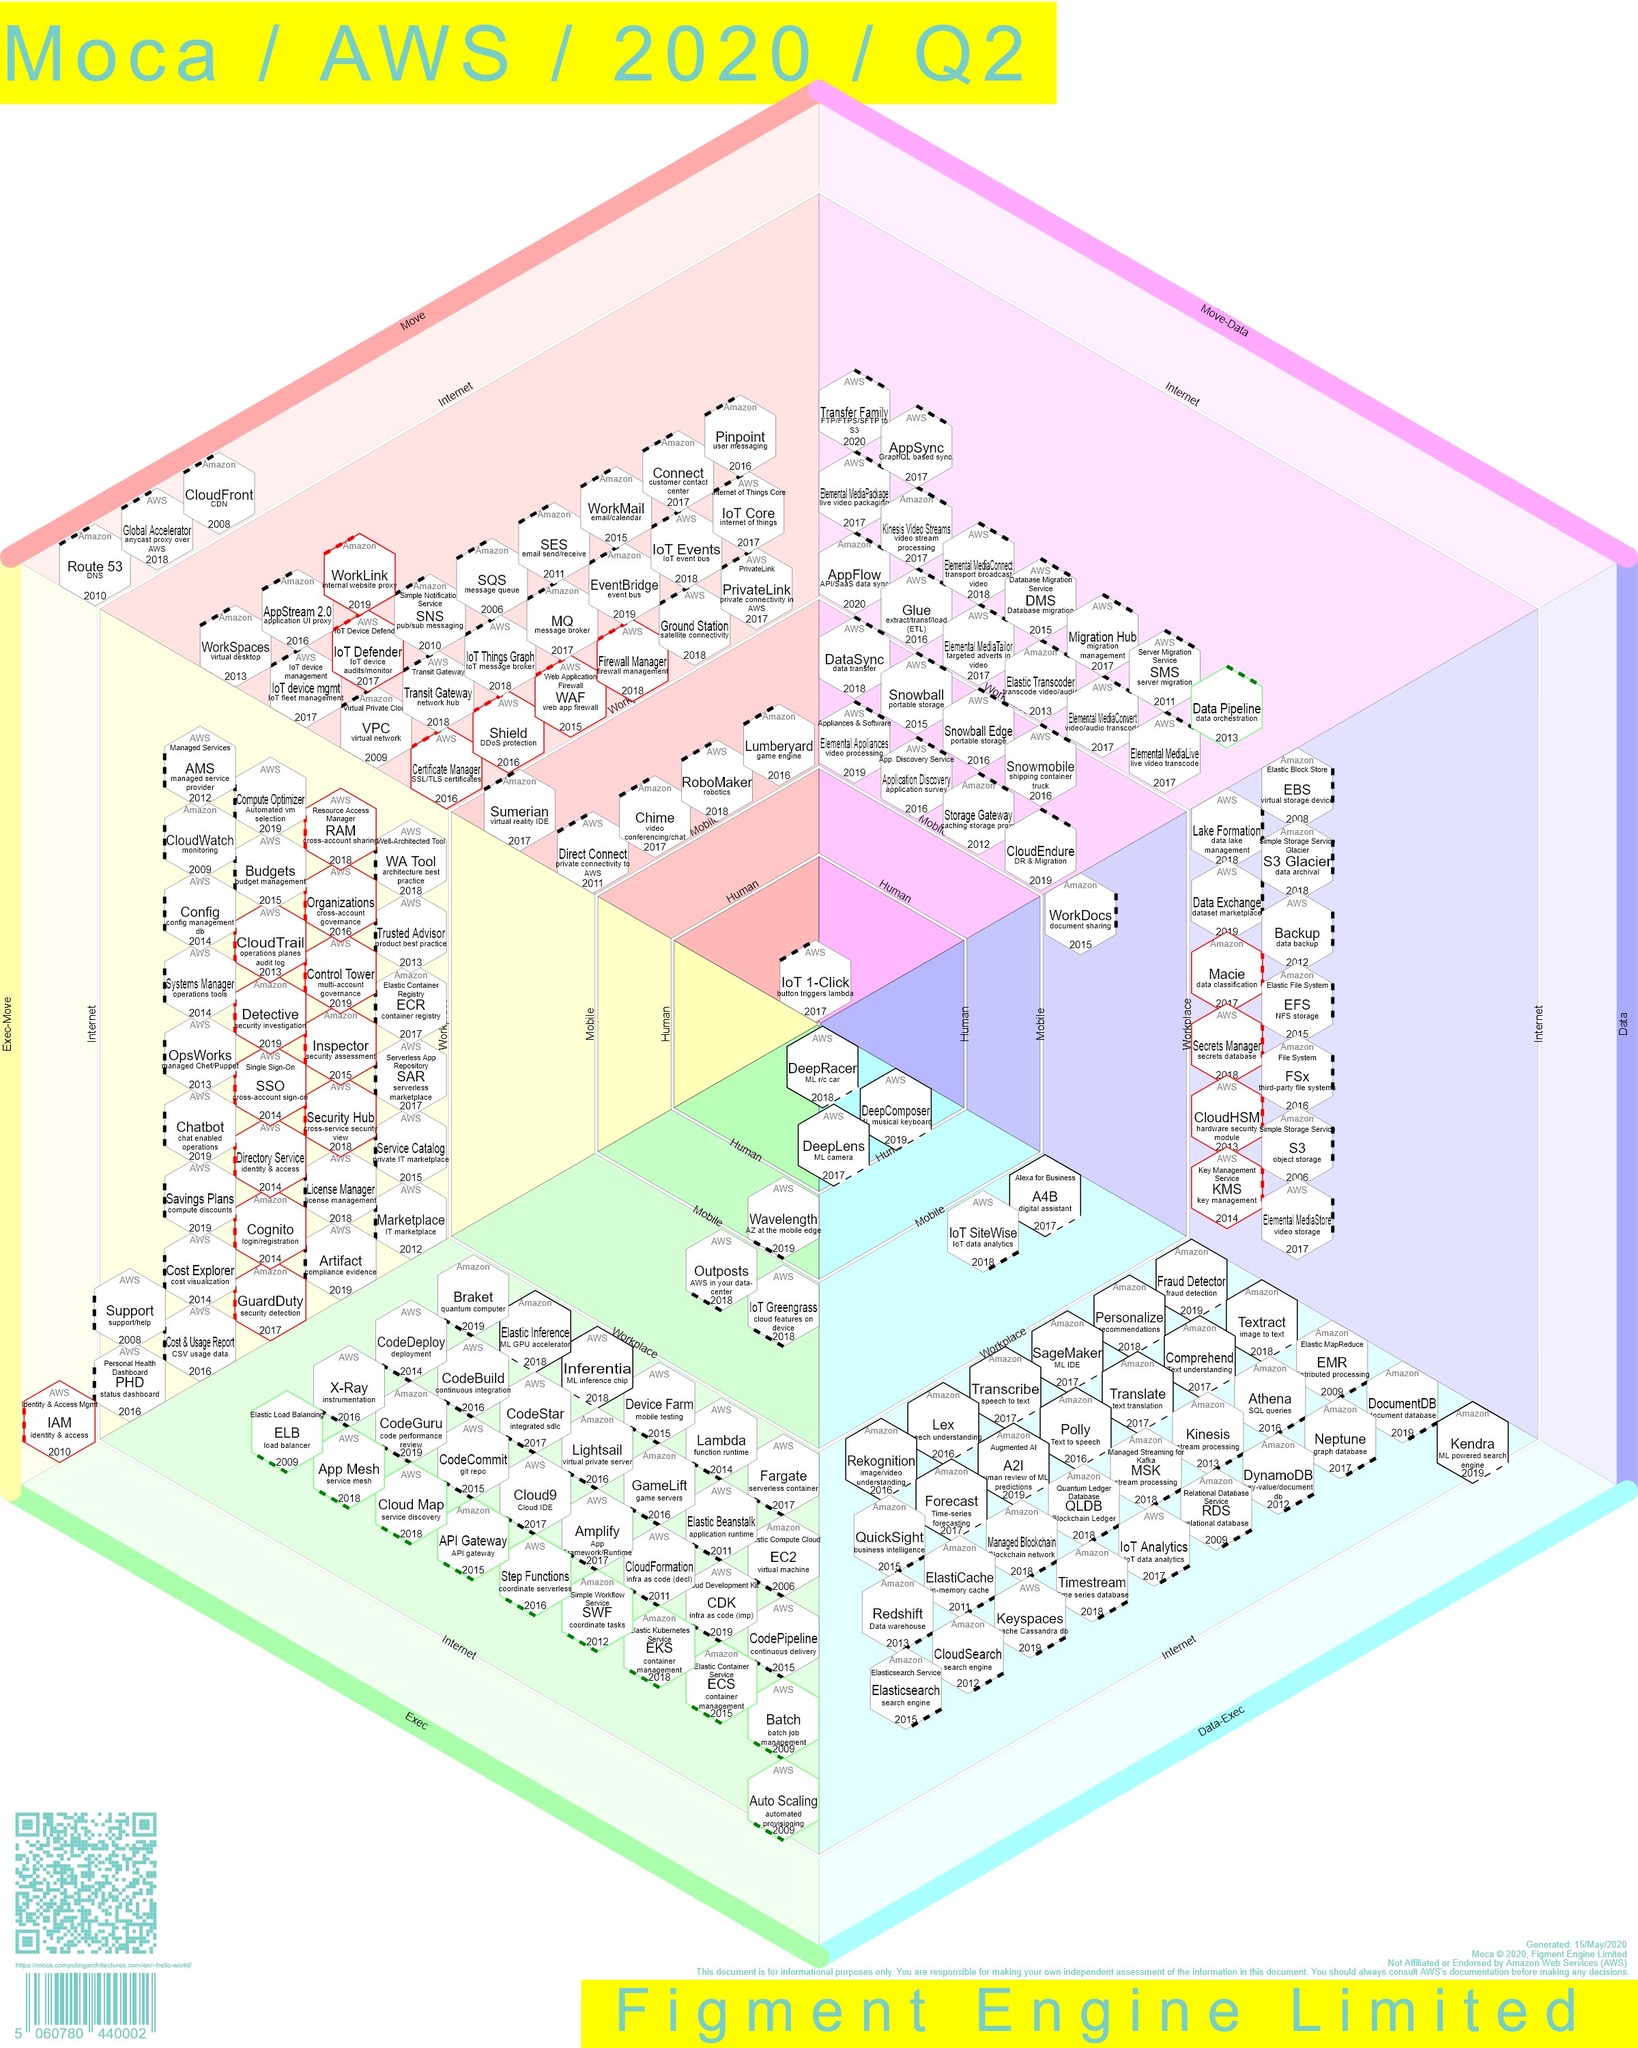 Moca / AWS / 2020 / Q2
Move
Move-Data
Internet
Internet
Amazon
Pinpoint
user messaging
2016
Amazon
Connect
customer contact
center
2017
AWS
Internet of Things Core
IoT Core
internet of things
2017
Amazon
WorkMail
email/calendar
2015
AWS
IoT Events
IoT event bus
2018
AWS
PrivateLink
PrivateLink
private connectivity in
AWS
2017
Amazon
SES
email send/receive
2011
Amazon
EventBridge
event bus
2019
AWS
Ground Station
satellite connectivity
2018
Amazon
SQS
message queue
2006
Amazon
MQ
message broker
2017
AWS
Firewall Manager
firewall management
2018
Amazon
CloudFront
CDN
2008
AWS
Global Accelerator
anycast proxy over
AWS
2018
Amazon
Route 53
DNS
2010
Amazon
WorkLink
internal website proxy
2019
Amazon
Service
SNS
pub/sub messaging
2010
AWS
IoT Things Graph
IoT message broker
2018
AWS
Web Application
Firewall
WAF
web app firewall
2015
Amazon
AppStream 2.0
application UI proxy
2016
AWS
IoT Defender
IoT device
audits/monitor
2017
AWS
Transit Gateway
Transit Gateway
network hub
2018
AWS
Shield
DDoS protection
2016
Amazon
WorkSpaces
virtual desktop
2013
AWS
IoT device
management
IoT device mgmt
IoT fleet management
2017
Amazon
VPC
virtual network
2009
AWS
Certificate Manager
SSL/TLS certificates
2016
Amazon
Lumberyard
game engine
2016
AWS
RoboMaker
robotics
2018
Amazon
Chime
video
conferencing/chat
2017
Amazon
Sumerian
virtual reality IDE
2017
AWS
Direct Connect
private connectivity to
AWS
2011
AWS
Transfer Family
FTP/FTPS/SFTP to
S3
2020
AWS
AppSync
GraphQL based sync.
2017
AWS
Elemental MediaPackage
live video packaging
2017
Amazon
Kinesis Video Streams
video stream
processing
2017
AWS
Elemental MediaConnect
transport broadcast
video
2018
AWS
Database Migration
Service
DMS
Database migration
2015
Amazon
AppFlow
API/SaaS data sync
2020
AWS
Glue
extract/transf/load
(ETL)
2016
AWS
Elemental MediaTailor
targeted adverts in
video
2017
AWS
Migration Hub
migration
management
2017
AWS
Server Migration
Service
SMS
server migration
2011
AWS
DataSync
data transfer
2018
AWS
Snowball
portable storage
2015
Amazon
Elastic Transcoder
transcode video/audio
2013
AWS
Elemental MediaConvert
video/audio transcode
2017
AWS
Elemental MediaLive
live video transcode
2017
AWS
Data Pipeline
data orchestration
2013
AWS
Appliances & Software
Elemental Appliances
video processing
2019
AWS
App. Discovery Service
Application Discovery
application survey
2016
AWS
Snowball Edge
portable storage
2016
AWS
Snowmobile
shipping container
truck
2016
AWS
Storage Gateway
2012
AWS
CloudEndure
DR & Migration
2019
Human
Human
AWS
IoT 1-Click
button triggers lambda
2017
Exec-Move
Internet
Workplace
Mobile
Human
Human
Mobile
Workplace
Internet
Data
AWS
Managed Services
AMS
managed service
provider
2012
AWS
Compute Optimizer
Automated vm
selection
2019
AWS
Resource Access
Manager
RAM
cross-account sharing
2018
AWS
Well-Architected Tool
WA Tool
architecture best
practice
2018
Amazon
CloudWatch
monitoring
2009
AWS
Budgets
budget management
2015
AWS
Organizations
cross-account
governance
2016
AWS
Trusted Advisor
product best practice
2013
AWS
Config
config management
db
2014
AWS
CloudTrail
operations planes
audit log
2013
AWS
Control Tower
multi-account
governance
2019
Amazon
Elastic Container
Registry
ECR
container registry
2017
AWS
Systems Manager
operations tools
2014
Amazon
Detective
security investigation
2019
Amazon
Inspector
security assessment
2015
AWS
Serverless App
Repository
SAR
serverless
marketplace
2017
AWS
OpsWorks
managed Chef/Puppet
2013
AWS
Single Sign-On
SSO
cross-account sign-on
2014
AWS
Security Hub
cross-service security
view
2018
AWS
Service Catalog
private IT marketplace
2015
AWS
Chatbot
chat enabled
operations
2019
AWS
Directory Service
identity & access
2014
AWS
License Manager
license management
2018
AWS
Marketplace
IT marketplace
2012
AWS
Savings Plans
compute discounts
2019
Amazon
Cognito
login/registration
2014
AWS
Artifact
compliance evidence
2019
AWS
Cost Explorer
cost visualization
2014
Amazon
GuardDuty
security detection
2017
AWS
Support
support/help
2008
AWS
Cost & Usage Report
CSV usage data
2016
AWS
Personal Health
Dashboard
PHD
status dashboard
2016
AWS
Identity & Access Mgmt
IAM
identity & access
2010
Amazon
WorkDocs
document sharing
2015
Amazon
Elastic Block Store
EBS
virtual storage device
2008
AWS
Lake Formation
data lake
management
2018
Amazon
Simple Storage Service
Glacier
S3 Glacier
data archival
2018
AWS
Data Exchange
dataset marketplace
2019
AWS
Backup
data backup
2012
Amazon
Macie
data classification
2017
Amazon
Elastic File System
EFS
NFS storage
2015
AWS
Secrets Manager
secrets database
2018
Amazon
File System
FSx
third-party file systems
2016
AWS
CloudHSM
hardware security
module
2013
Amazon
Simple Storage Service
S3
object storage
2006
AWS
Key Management
Service
KMS
key management
2014
AWS
Elemental MediaStore
video storage
2017
AWS
DeepRacer
ML r/c car
2018
AWS
DeepComposer
musical keyboard
2019
AWS
DeepLens
ML camera
2017
Human
Mobile
Mobile
AWS
Wavelength
AZ at the mobile edge
2019
AWS
Outposts
AWS in your data-
center
2018
AWS
IoT Greengrass
cloud features on
device
2018
Alexa for Business
A4B
digital assistant
2017
AWS
IoT SiteWise
IoT data analytics
2018
Workplace
Workplace
Amazon
Braket
quantum computer
2019
Amazon
Elastic Inference
ML GPU accelerator
2018
AWS
Inferentia
ML inference chip
2018
AWS
CodeDeploy
deployment
2014
AWS
CodeBuild
continuous integration
2016
AWS
CodeStar
integrated sdlc
2017
Amazon
Lightsail
virtual private server
2016
AWS
Device Farm
mobile testing
2015
AWS
Lambda
function runtime
2014
AWS
Fargate
serverless container
2017
AWS
X-Ray
instrumentation
2016
Amazon
CodeGuru
code performance
review
2019
AWS
CodeCommit
git repo
2015
AWS
Cloud9
Cloud IDE
2017
AWS
Amplify
App
Framework/Runtime
2017
Amazon
GameLift
game servers
2016
AWS
Elastic Beanstalk
application runtime
2011
Amazon
EC2
virtual machine
2006
Elastic Load Balancing
ELB
load balancer
2009
AWS
App Mesh
service mesh
2018
AWS
Cloud Map
service discovery
2018
Amazon
API Gateway
API gateway
2015
AWS
Step Functions
coordinate serverless
2016
Amazon
Simple Workflow
Service
SWF
coordinate tasks
2012
AWS
CloudFormation
infra as code (decl)
2011
AWS
CDK
infra as code (imp)
2019
AWS
CodePipeline
continuous delivery
2015
Amazon
Elastic Kubernetes
Service
EKS
container
management
2018
Amazon
Elastic Container
Service
ECS
container
management
2015
AWS
Batch
batch job
management
2009
AWS
Auto Scaling
automated
provisioning
2009
Amazon
Fraud Detector
fraud detection
2019
Amazon
Personalize
recommendations
Amazon
Textract
image to text
2018
Amazon
SageMaker
ML IDE
2017
Amazon
Comprehend
Text understanding
2017
Amazon
Elastic MapReduce
EMR
distributed processing
2009
Amazon
Transcribe
speech to text
2017
Amazon
Translate
text translation
2017
Amazon
Athena
SQL queries
2016
Amazon
DocumentDB
document database
2019
Amazon
Lex
speech understanding
2016
Amazon
Polly
Text to speech
2016
Amazon
Kinesis
stream processing
2013
Amazon
Neptune
graph database
2017
Amazon
Kendra
ML powered search
engine
2019
Amazon
Rekognition
image/video
understanding
2016
Amazon
Augmented AI
A2I
human review of ML
predictions
2019
Amazon
Managed Streaming for
Kafka
MSK
stream processing
2018
Amazon
DynamoDB
key-value/document
db
2012
Amazon
Forecast
Time-series
forecasting
2017
Amazon
Quantum Ledger
Database
QLDB
Blockchain Ledger
2018
Amazon
Relational Database
Service
RDS
relational database
2009
Amazon
QuickSight
business intelligence
2015
Amazon
Managed Blockchain
Blockchain network
2018
AWS
IoT Analytics
IoT data analytics
2017
Amazon
ElastiCache
in-memory cache
2011
Amazon
Timestream
time series database
2018
Amazon
Redshift
Data warehouse
2013
AWS
Keyspaces
2019
Amazon
CloudSearch
search engine
2012
Amazon
Elasticsearch Service
Elasticsearch
search engine
2015
Internet
Internet
Exec
Data-Exec
https://moca.computingarchitectures.com/en/~hello-world/
5 060780 440002
Generated: 15/May/2020
Moca © 2020, Figment Engine Limited
Not Affiliated or Endorsed by Amazon Web Services (AWS)
This document is for informational purposes only. You are responsible for making your own independent assessment of the information in this document. You should always consult AWS's documentation before making any decisions.
Figment Engine Limited